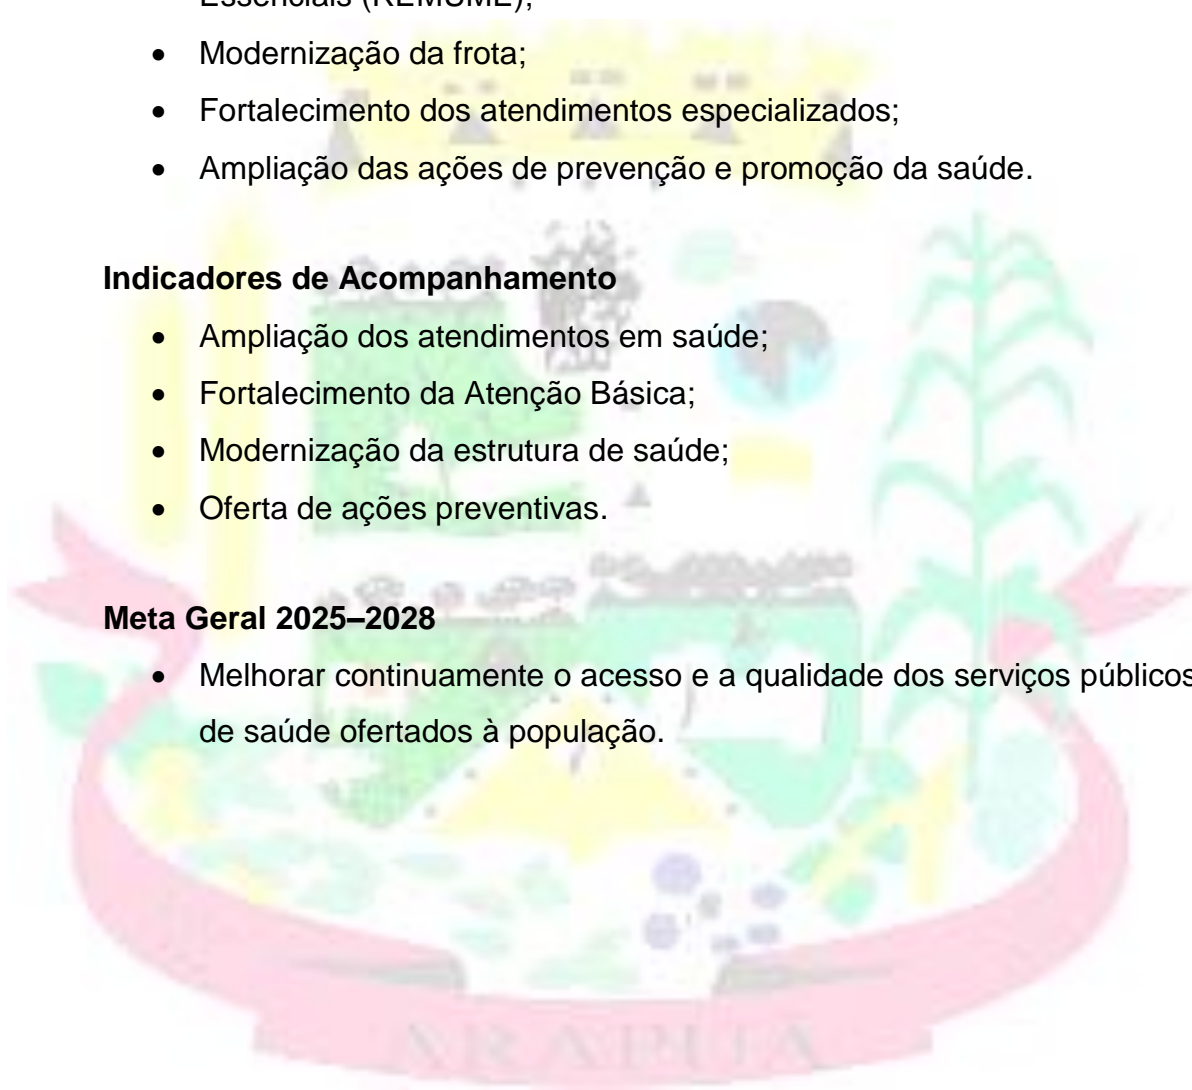 Essenciais (REMUME);
• Modernização da frota;
• Fortalecimento dos atendimentos especializados;
• Ampliação das ações de prevenção e promoção da saúde.
Indicadores de Acompanhamento
• Ampliação dos atendimentos em saúde;
• Fortalecimento da Atenção Básica;
• Modernização da estrutura de saúde;
• Oferta de ações preventivas.
Meta Geral 2025–2028
• Melhorar continuamente o acesso e a qualidade dos serviços públicos
de saúde ofertados à população.
ARAPUÃ